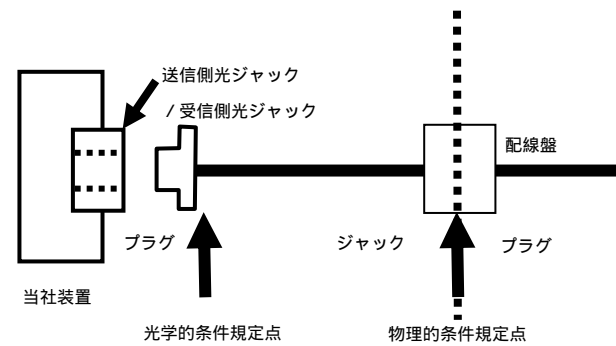 送信側光ジャック
/受信側光ジャック
配線盤
プラグ
ジャック
プラグ
当社装置
光学的条件規定点
物理的条件規定点